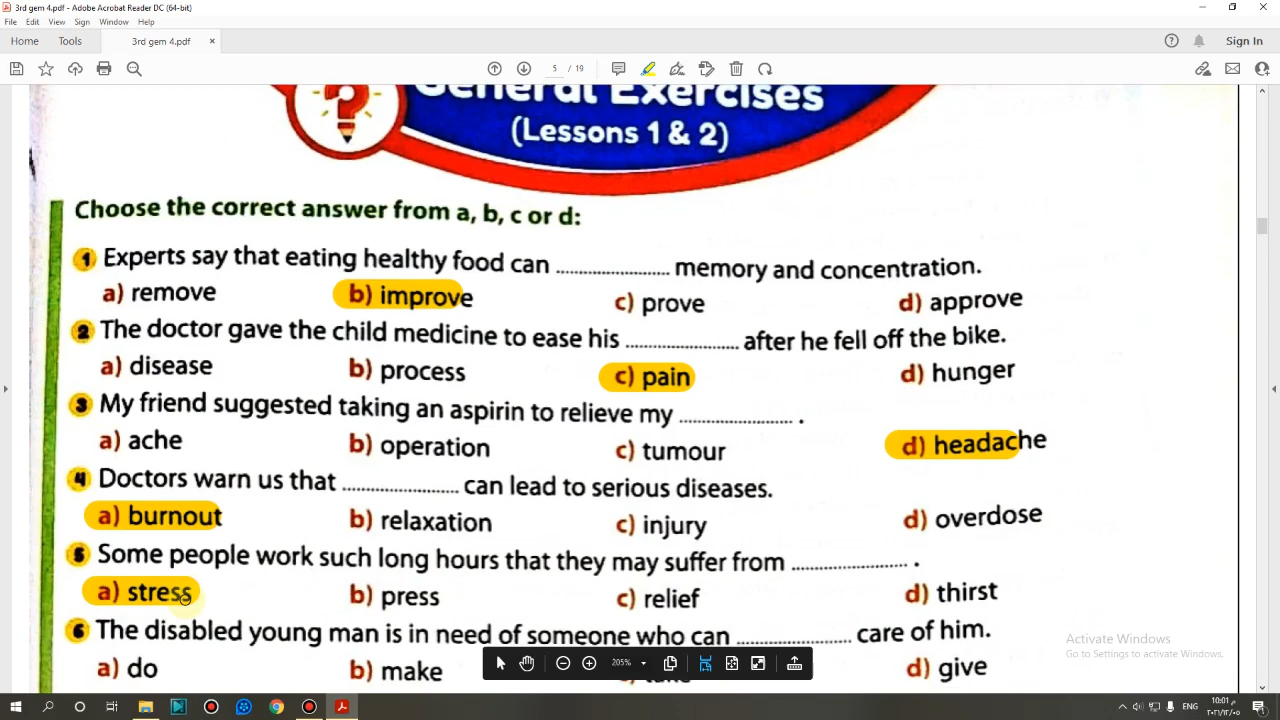 3rd gem 4.pdf - Adobe Acrobat Reader DC (64-bit)
File Edit View Sign Window Help
Home Tools 3rd gem 4.pdf × Sign In
5 / 19
General Exercises
(Lessons 1 & 2)
Choose the correct answer from a, b, c or d:
1 Experts say that eating healthy food can ........................ memory and concentration.
a) remove b) improve c) prove d) approve
2 The doctor gave the child medicine to ease his ........................ after he fell off the bike.
a) disease b) process c) pain d) hunger
3 My friend suggested taking an aspirin to relieve my ........................ .
a) ache b) operation c) tumour d) headache
4 Doctors warn us that ........................ can lead to serious diseases.
a) burnout b) relaxation c) injury d) overdose
5 Some people work such long hours that they may suffer from ........................ .
a) stress b) press c) relief d) thirst
6 The disabled young man is in need of someone who can ........................ care of him.
a) do b) make d) give
205%
Activate Windows
Go to Settings to activate Windows.
ENG
10:01 م